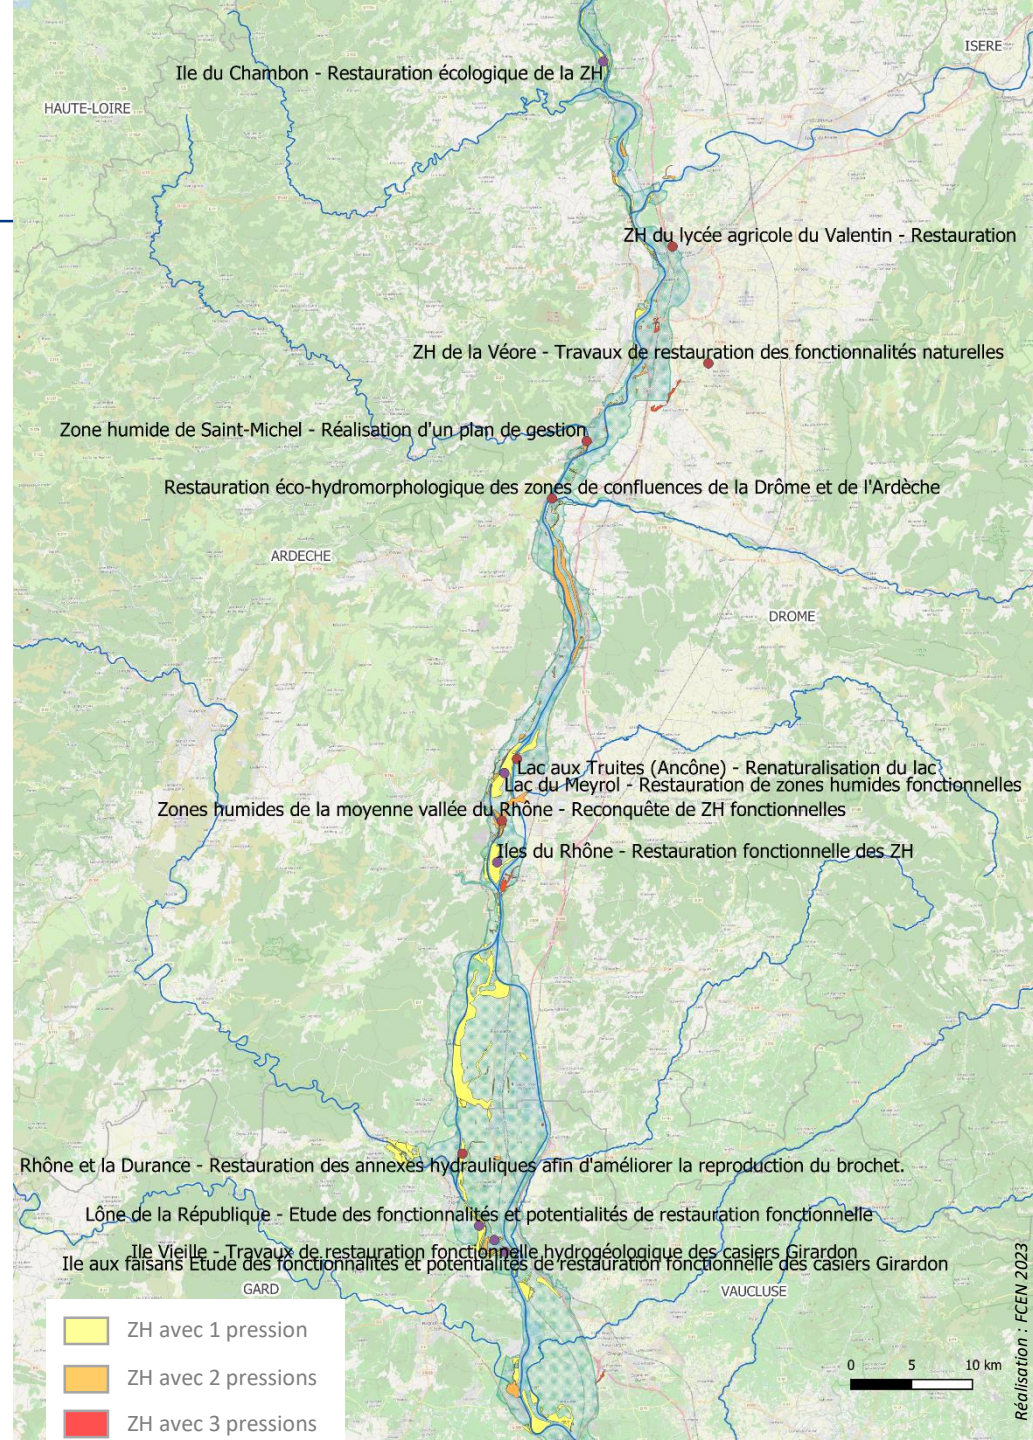 ISERE
Ile du Chambon - Restauration écologique de la ZH
HAUTE-LOIRE
ZH du lycée agricole du Valentin - Restauration
ZH de la Véore - Travaux de restauration des fonctionnalités naturelles
Zone humide de Saint-Michel - Réalisation d'un plan de gestion
Restauration éco-hydromorphologique des zones de confluences de la Drôme et de l'Ardèche
ARDECHE
DROME
Lac aux Truites (Ancône) - Renaturalisation du lac
Lac du Meyrol - Restauration de zones humides fonctionnelles
Zones humides de la moyenne vallée du Rhône - Reconquête de ZH fonctionnelles
Iles du Rhône - Restauration fonctionnelle des ZH
Rhône et la Durance - Restauration des annexes hydrauliques afin d'améliorer la reproduction du brochet.
Lône de la République - Etude des fonctionnalités et potentialités de restauration fonctionnelle
Ile Vieille - Travaux de restauration fonctionnelle hydrogéologique des casiers Girardon
Ile aux faisans Etude des fonctionnalités et potentialités de restauration fonctionnelle des casiers Girardon
GARD
VAUCLUSE
ZH avec 1 pression
ZH avec 2 pressions
ZH avec 3 pressions
0 5 10 km
Réalisation : FCEN 2023